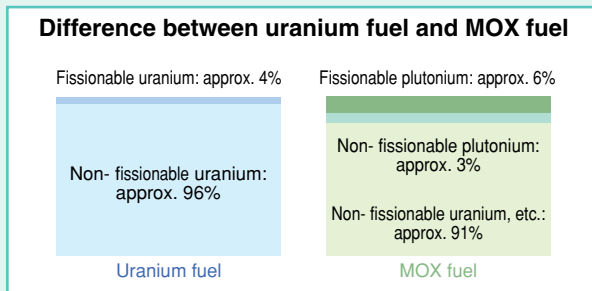 Difference between uranium fuel and MOX fuel
Fissionable uranium: approx. 4%
Non- fissionable uranium:
approx. 96%
Uranium fuel
Fissionable plutonium: approx. 6%
Non- fissionable plutonium:
approx. 3%
Non- fissionable uranium, etc.:
approx. 91%
MOX fuel